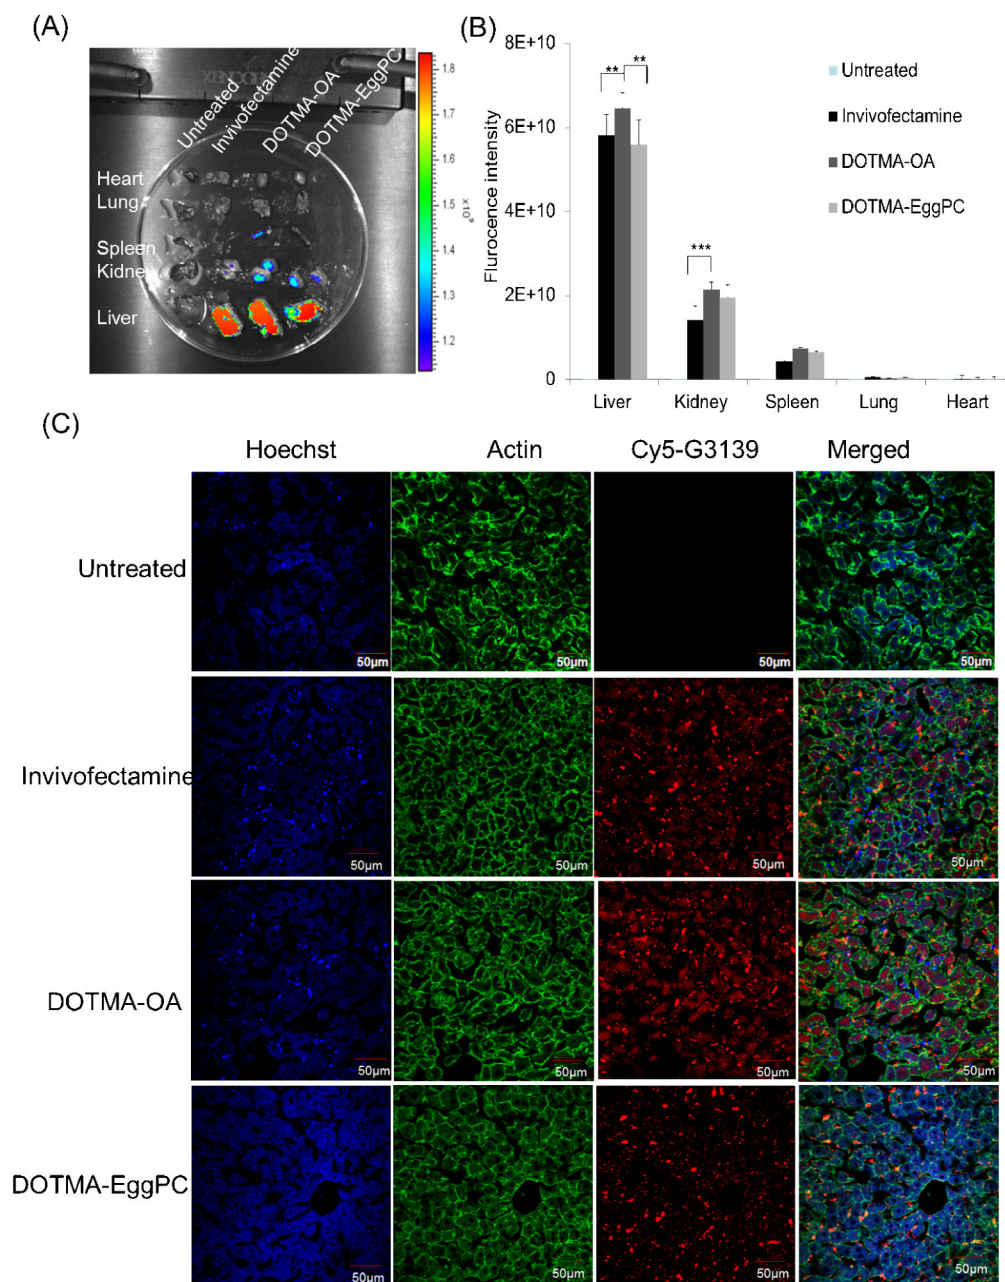 (A)
Untreated
Invivofectamine
DOTMA-OA
DOTMA-EggPC
Heart
Lung
Spleen
Kidney
Liver
1.8
1.7
1.6
1.5
1.4
1.3
1.2
x10⁹
(B)
Flurocence intensity
8E+10
6E+10
4E+10
2E+10
0
** **
***
Liver Kidney Spleen Lung Heart
Untreated
Invivofectamine
DOTMA-OA
DOTMA-EggPC
(C)
Hoechst Actin Cy5-G3139 Merged
Untreated
50µm 50µm 50µm 50µm
Invivofectamine
50µm 50µm 50µm 50µm
DOTMA-OA
50µm 50µm 50µm 50µm
DOTMA-EggPC
50µm 50µm 50µm 50µm